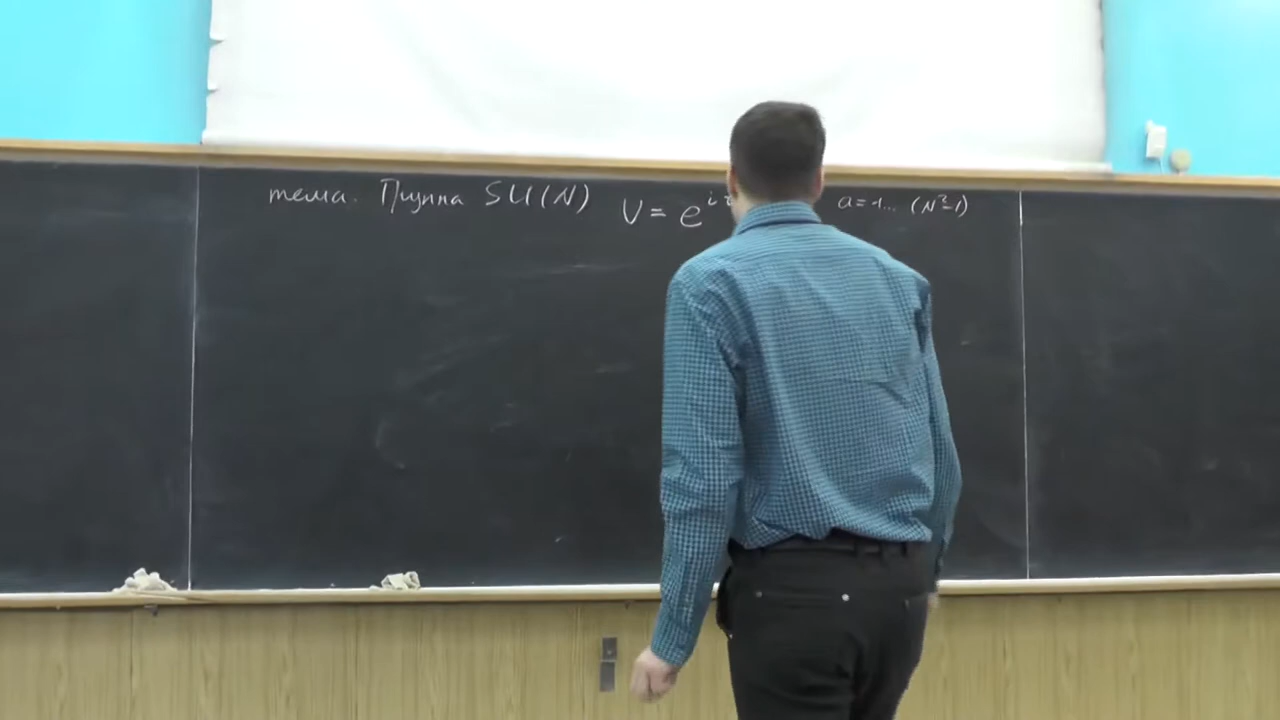 тема. Группа SU(N) U = e^i a = 1... (N²-1)